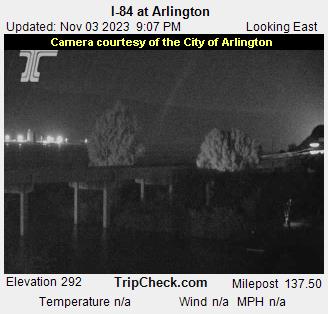 I-84 at Arlington
Updated: Nov 03 2023 9:07 PM Looking East
Camera courtesy of the City of Arlington
Elevation 292 TripCheck.com Milepost 137.50
Temperature n/a Wind n/a MPH n/a